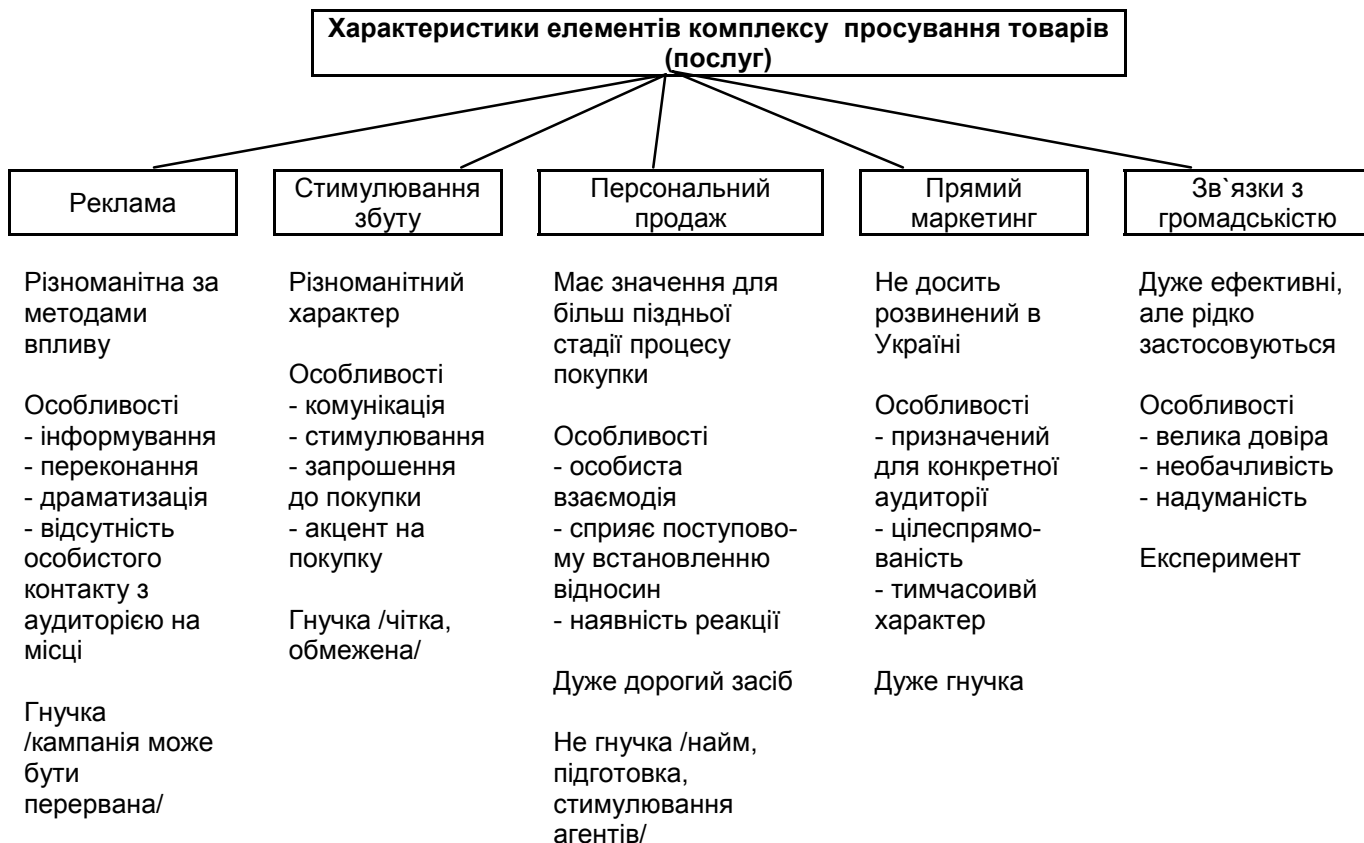 Характеристики елементів комплексу просування товарів
(послуг)
Реклама
Стимулювання
збуту
Персональний
продаж
Прямий
маркетинг
Зв`язки з
громадськістю
Різноманітна за
методами
впливу
Особливості
- інформування
- переконання
- драматизація
- відсутність
особистого
контакту з
аудиторією на
місці
Гнучка
/кампанія може
бути
перервана/
Різноманітний
характер
Особливості
- комунікація
- стимулювання
- запрошення
до покупки
- акцент на
покупку
Гнучка /чітка,
обмежена/
Має значення для
більш піздньої
стадії процесу
покупки
Особливості
- особиста
взаємодія
- сприяє поступово-
му встановленню
відносин
- наявність реакції
Дуже дорогий засіб
Не гнучка /найм,
підготовка,
стимулювання
агентів/
Не досить
розвинений в
Україні
Особливості
- призначений
для конкретної
аудиторії
- цілеспрямо-
ваність
- тимчасоивй
характер
Дуже гнучка
Дуже ефективні,
але рідко
застосовуються
Особливості
- велика довіра
- необачливість
- надуманість
Експеримент